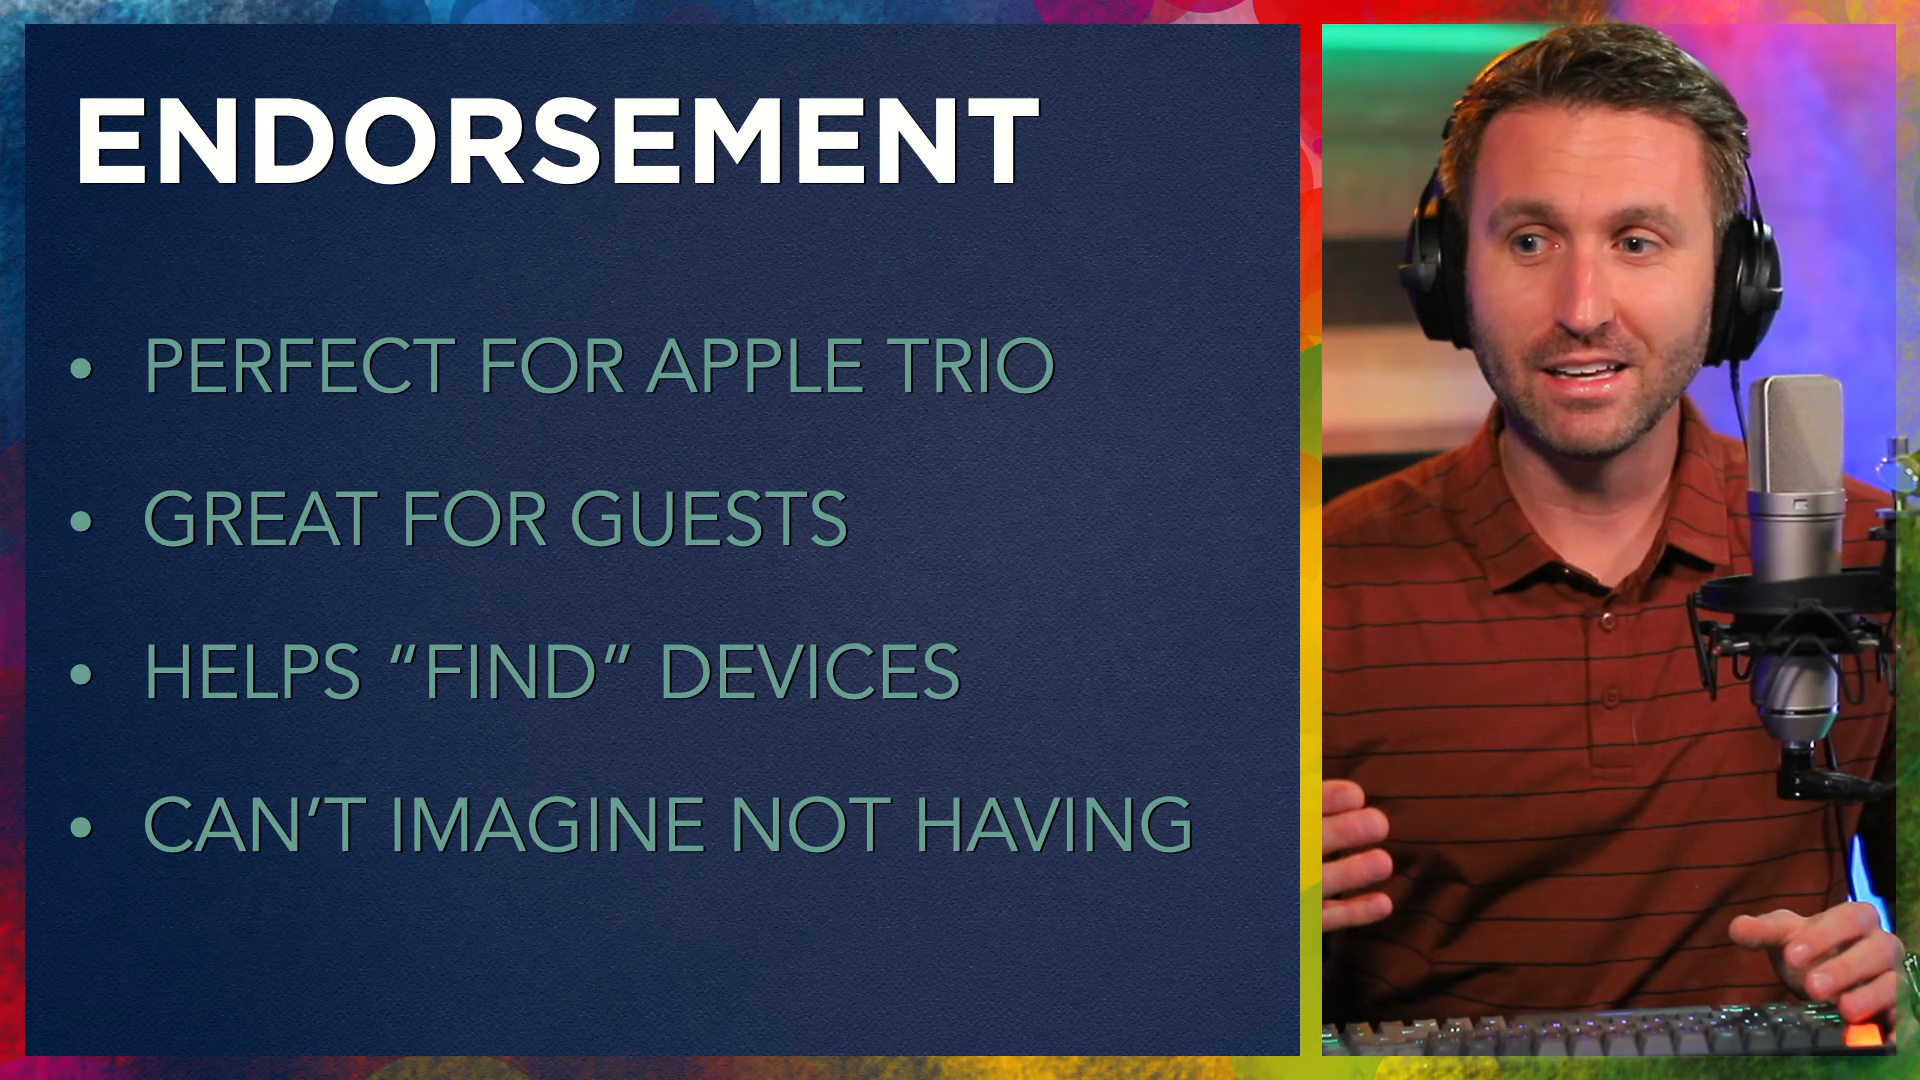 ENDORSEMENT
• PERFECT FOR APPLE TRIO
• GREAT FOR GUESTS
• HELPS “FIND” DEVICES
• CAN’T IMAGINE NOT HAVING